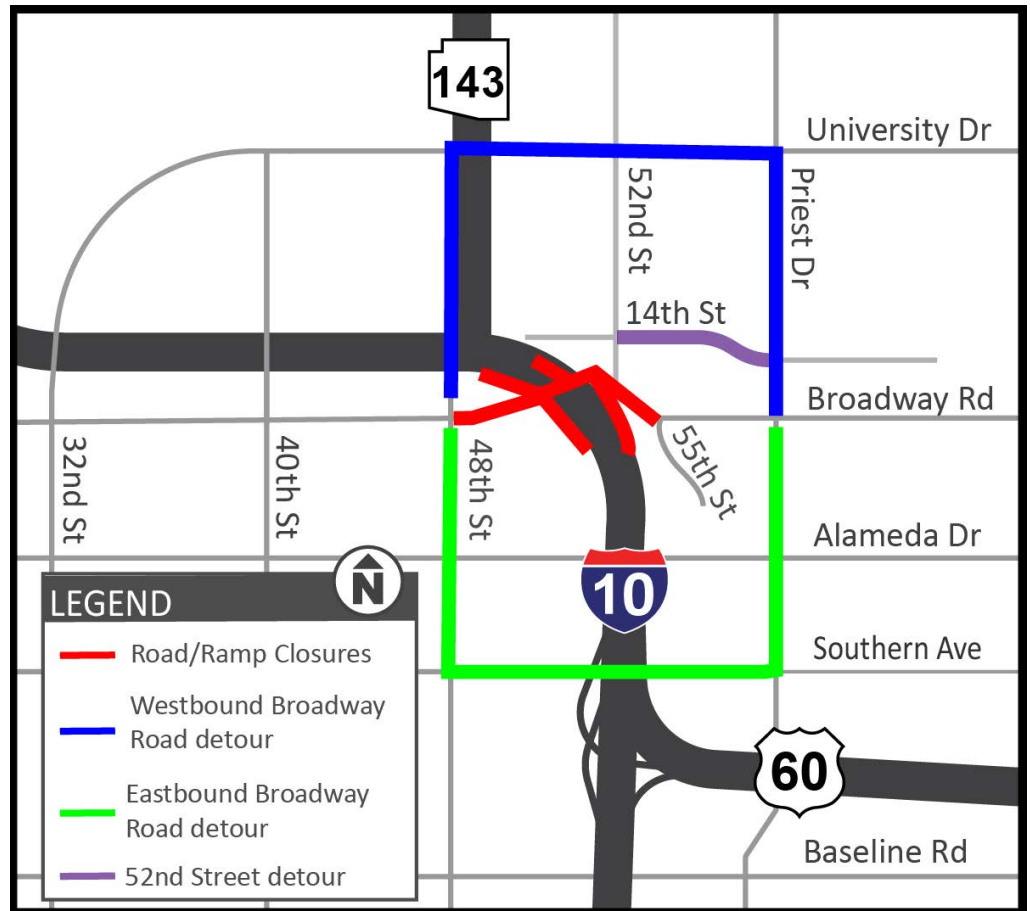 143
University Dr
52nd St
Priest Dr
14th St
Broadway Rd
32nd St
40th St
48th St
55th St
Alameda Dr
10
N
LEGEND
Road/Ramp Closures
Westbound Broadway
Road detour
Eastbound Broadway
Road detour
52nd Street detour
Southern Ave
60
Baseline Rd